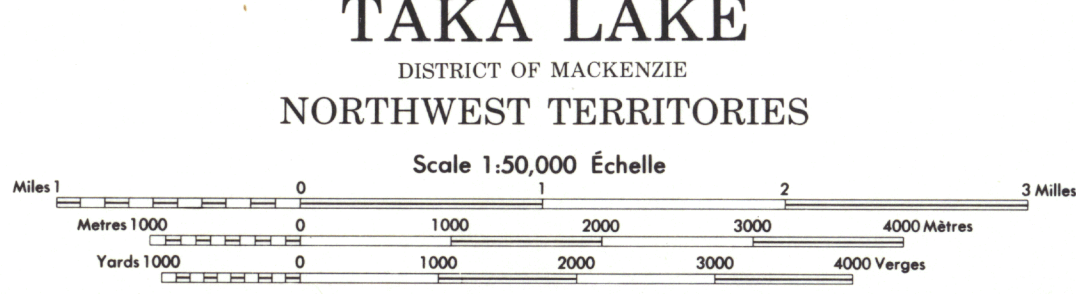 TAKA LAKE
DISTRICT OF MACKENZIE
NORTHWEST TERRITORIES
Scale 1:50,000 Échelle
Miles 1 0 1 2 3 Milles
Metres 1000 0 1000 2000 3000 4000 Mètres
Yards 1000 0 1000 2000 3000 4000 Verges